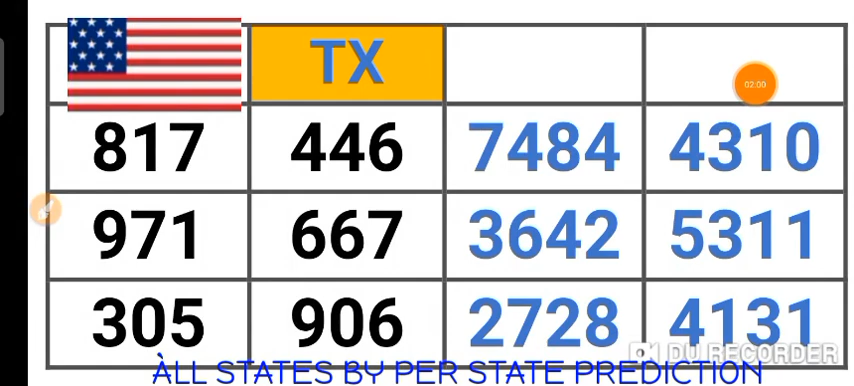 TX
02:00
817 446 7484 4310
971 667 3642 5311
305 906 2728 4131
DU RECORDER
ÀLL STATES BY PER STATE PREDICTION